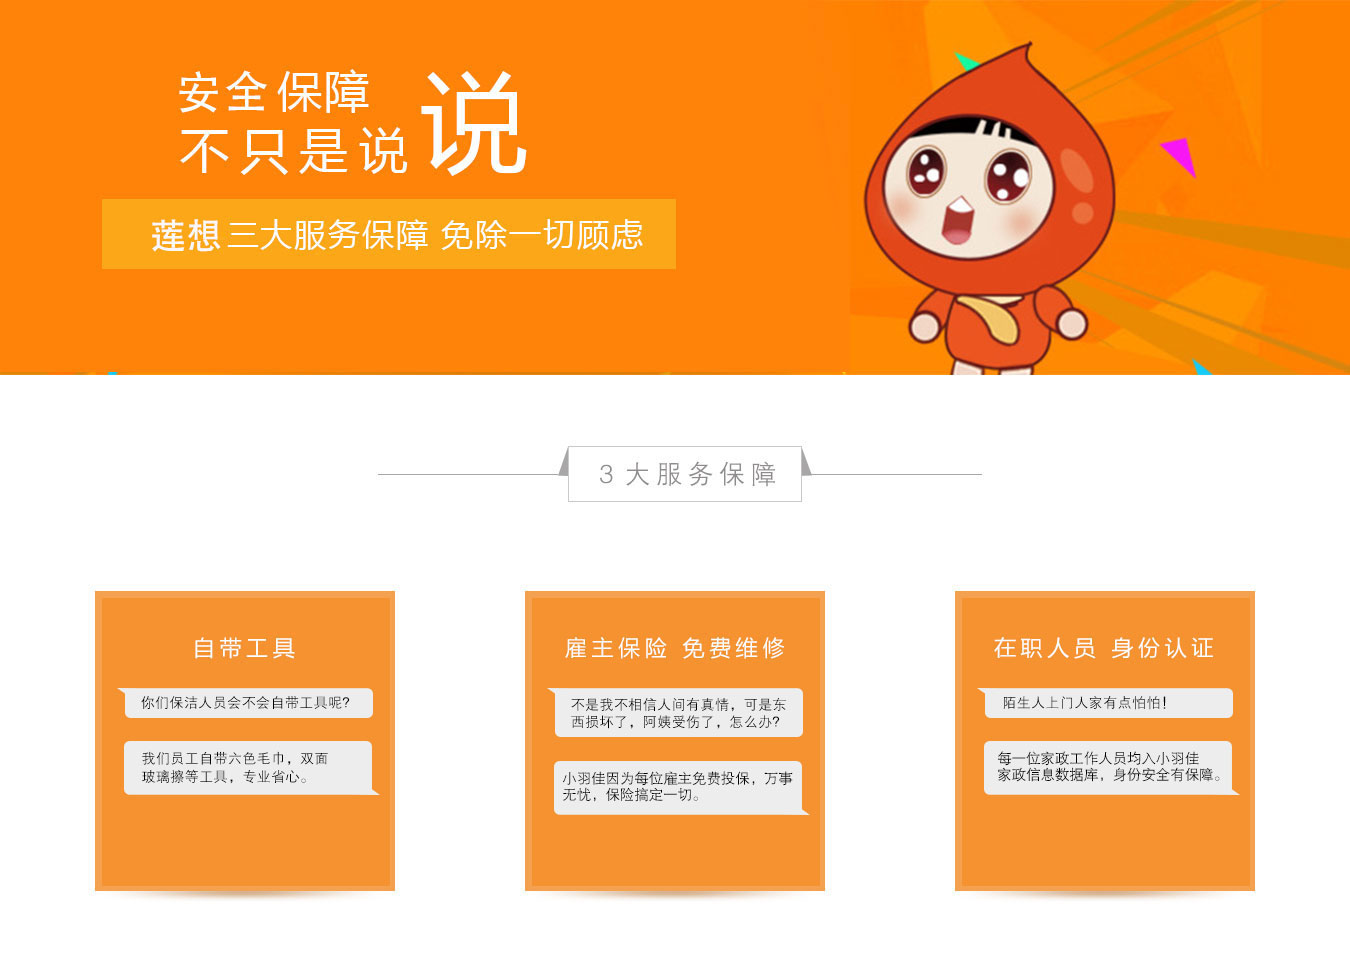 安全保障
不只是说说
莲想 三大服务保障 免除一切顾虑
3 大服务保障
自带工具
你们保洁人员会不会自带工具呢?
我们员工自带六色毛巾，双面
玻璃擦等工具，专业省心。
雇主保险 免费维修
不是我不相信人间有真情，可是东
西损坏了，阿姨受伤了，怎么办?
小羽佳因为每位雇主免费投保，万事
无忧，保险搞定一切。
在职人员 身份认证
陌生人上门人家有点怕怕!
每一位家政工作人员均入小羽佳
家政信息数据库，身份安全有保障。